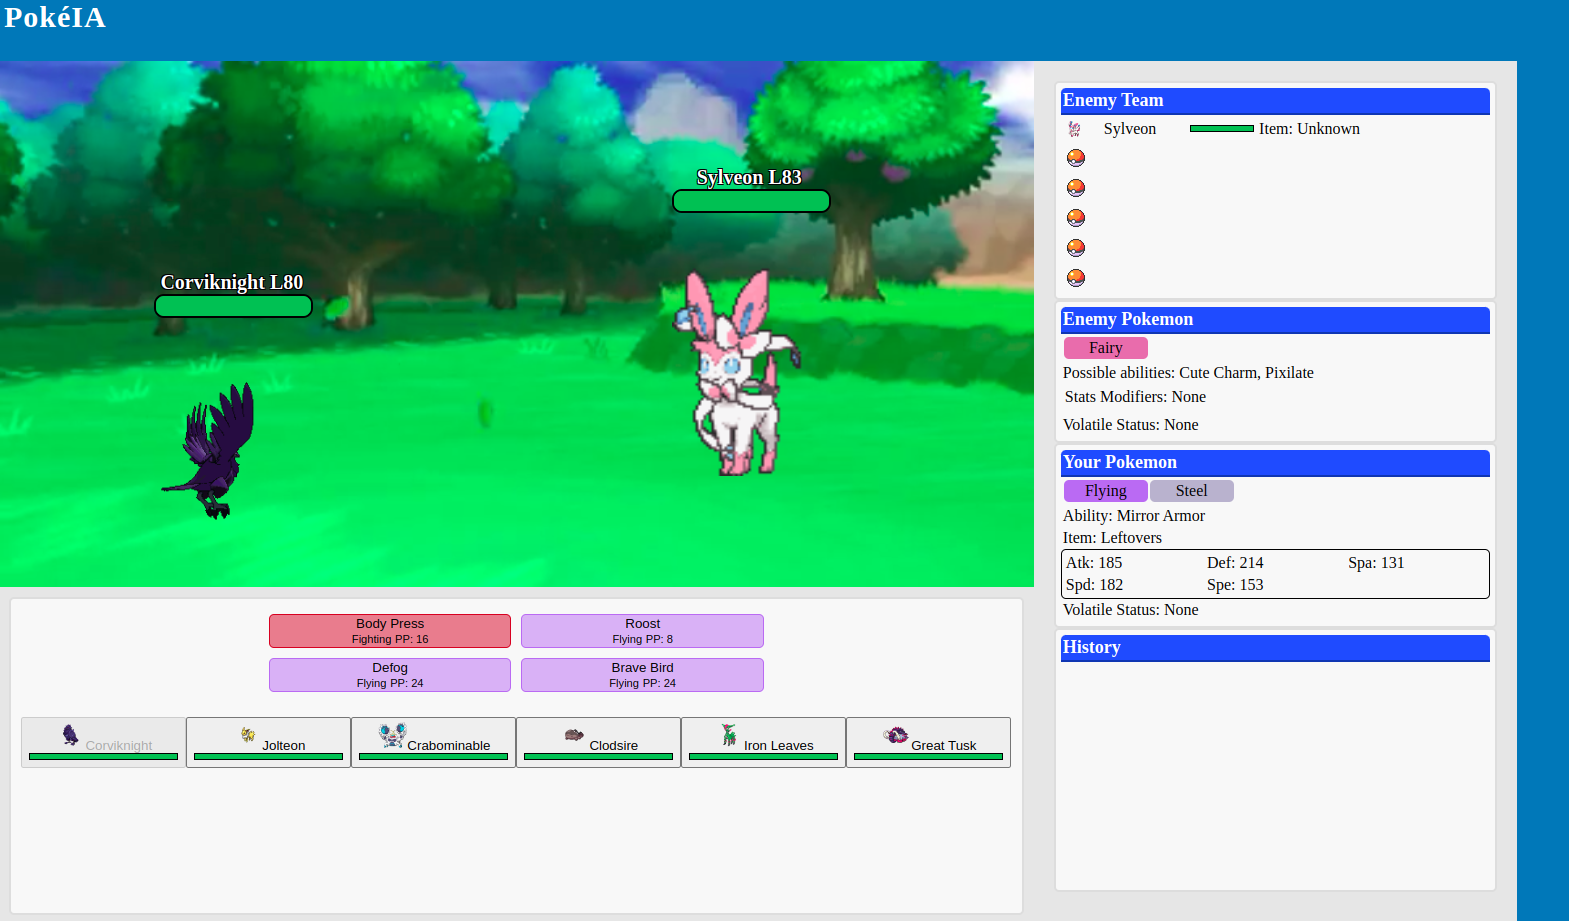 PokéIA
Sylveon L83
Corviknight L80
Body Press
Fighting PP: 16
Roost
Flying PP: 8
Defog
Flying PP: 24
Brave Bird
Flying PP: 24
Corviknight
Jolteon
Crabominable
Clodsire
Iron Leaves
Great Tusk
Enemy Team
Sylveon Item: Unknown
Enemy Pokemon
Fairy
Possible abilities: Cute Charm, Pixilate
Stats Modifiers: None
Volatile Status: None
Your Pokemon
Flying Steel
Ability: Mirror Armor
Item: Leftovers
Atk: 185 Def: 214 Spa: 131
Spd: 182 Spe: 153
Volatile Status: None
History